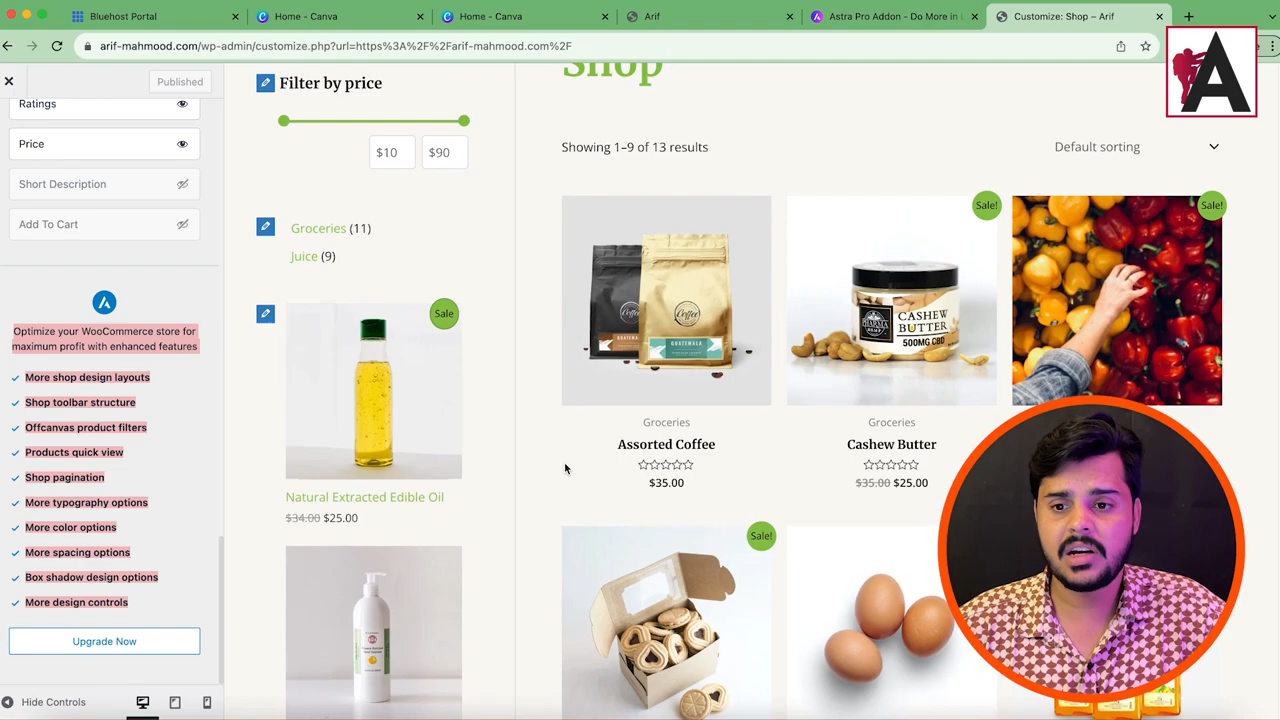 Bluehost Portal
Home - Canva
Home - Canva
Arif
Astra Pro Addon - Do More in
Customize: Shop – Arif
arif-mahmood.com/wp-admin/customize.php?url=https%3A%2F%2Farif-mahmood.com%2F
A
Published
Ratings
Price
Short Description
Add To Cart
Optimize your WooCommerce store for
maximum profit with enhanced features
More shop design layouts
Shop toolbar structure
Offcanvas product filters
Products quick view
Shop pagination
More typography options
More color options
More spacing options
Box shadow design options
More design controls
Upgrade Now
Hide Controls
Filter by price
$10
$90
Groceries (11)
Juice (9)
Sale
Natural Extracted Edible Oil
$34.00 $25.00
Shop
Showing 1–9 of 13 results
Default sorting
Coffee
Coffee
GUATEMALA
Groceries
Assorted Coffee
$35.00
Sale!
CASHEW
BUTTER
500MG CBD
Groceries
Cashew Butter
$35.00 $25.00
Sale!
Sale!